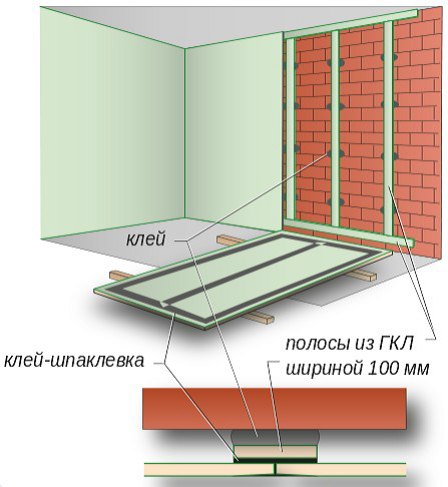 клей
клей-шпаклевка
полосы из ГКЛ
шириной 100 мм